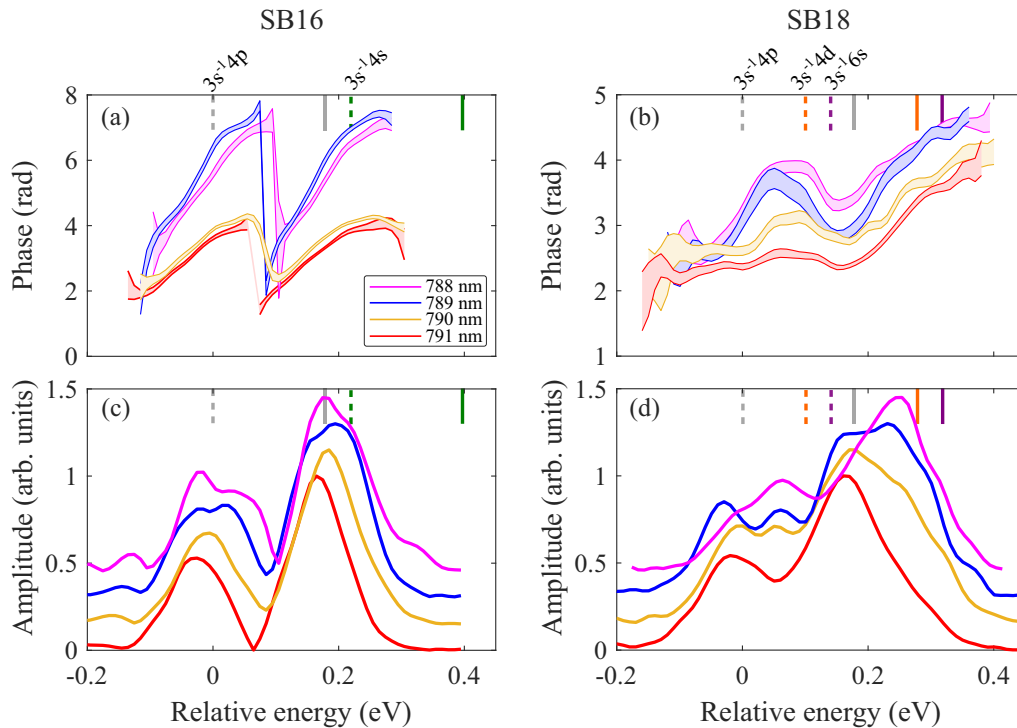 SB16
SB18
3s⁻¹4p
3s⁻¹4s
3s⁻¹4p
3s⁻¹4d
3s⁻¹6s
8
6
4
2
0
Phase (rad)
(a)
788 nm
789 nm
790 nm
791 nm
5
4
3
2
1
Phase (rad)
(b)
1.5
1
0.5
0
Amplitude (arb. units)
(c)
-0.2
0
0.2
0.4
Relative energy (eV)
1.5
1
0.5
0
Amplitude (arb. units)
(d)
-0.2
0
0.2
0.4
Relative energy (eV)